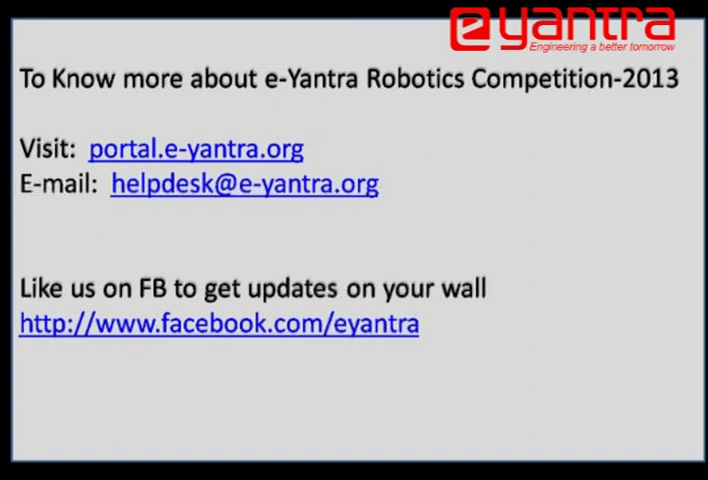 e yantra
Engineering a better tomorrow
To Know more about e-Yantra Robotics Competition-2013
Visit: portal.e-yantra.org
E-mail: helpdesk@e-yantra.org
Like us on FB to get updates on your wall
http://www.facebook.com/eyantra